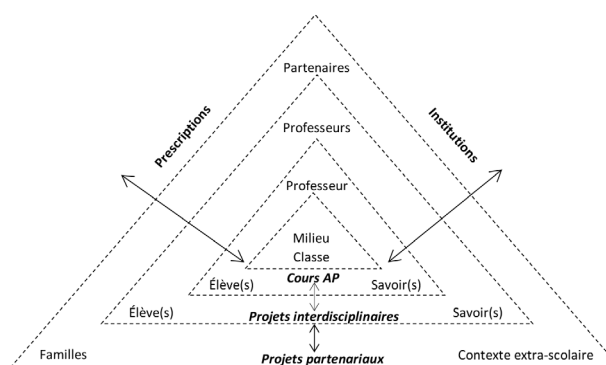 Partenaires
Prescriptions
Institutions
Professeurs
Professeur
Milieu
Classe
Cours AP
Élève(s)
Savoir(s)
Élève(s)
Projets interdisciplinaires
Savoir(s)
Familles
Projets partenariaux
Contexte extra-scolaire